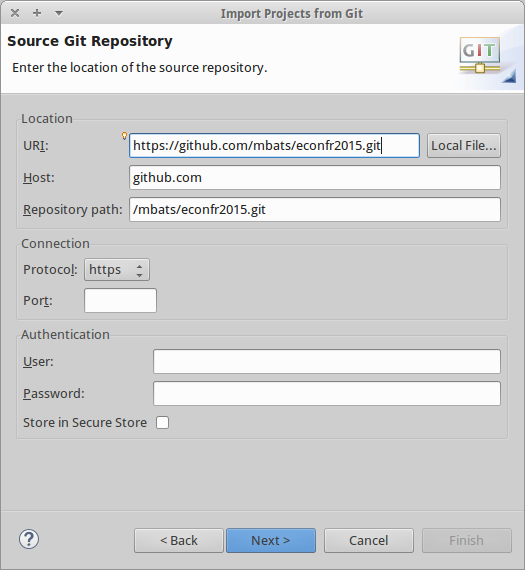 Import Projects from Git
Source Git Repository
Enter the location of the source repository.
GIT
Location
URI: https://github.com/mbats/econfr2015.git Local File...
Host: github.com
Repository path: /mbats/econfr2015.git
Connection
Protocol: https
Port:
Authentication
User:
Password:
Store in Secure Store
? < Back Next > Cancel Finish